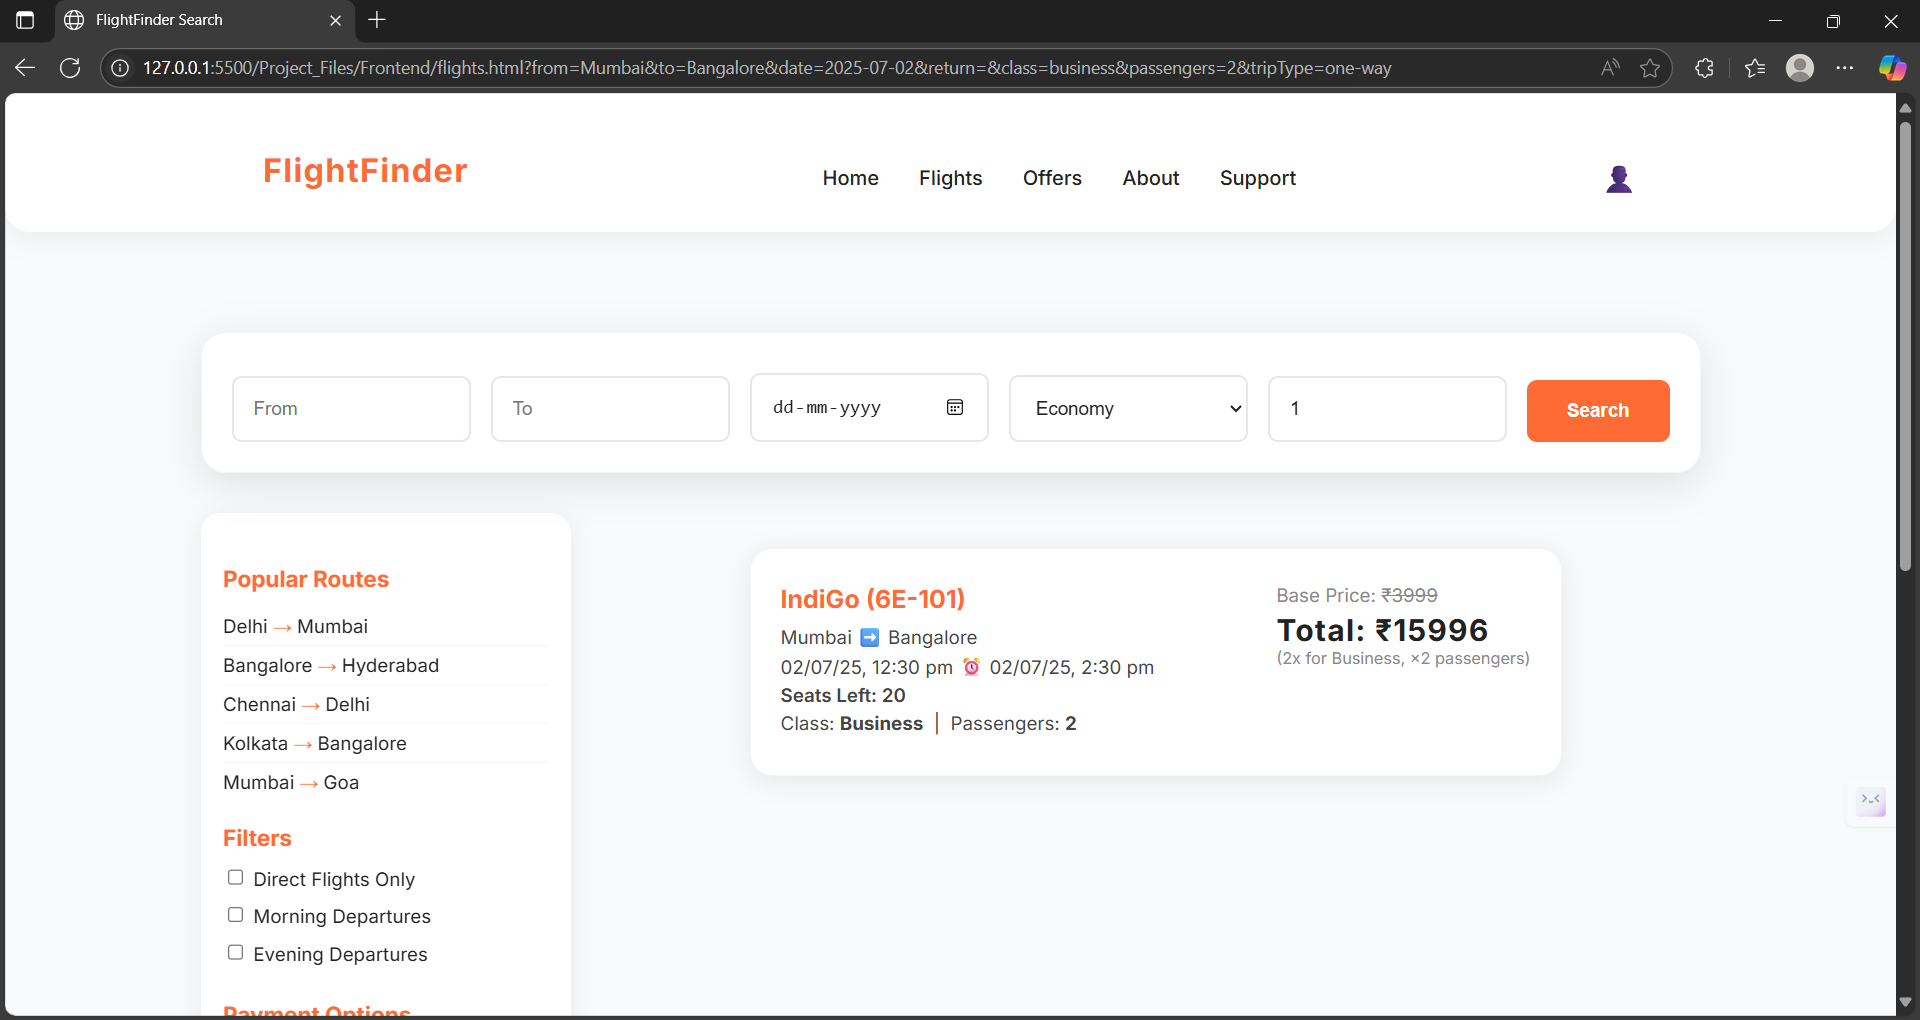 FlightFinder Search
127.0.0.1:5500/Project_Files/Frontend/flights.html?from=Mumbai&to=Bangalore&date=2025-07-02&return=&class=business&passengers=2&tripType=one-way
FlightFinder
Home Flights Offers About Support
From To dd-mm-yyyy Economy 1 Search
Popular Routes
Delhi → Mumbai
Bangalore → Hyderabad
Chennai → Delhi
Kolkata → Bangalore
Mumbai → Goa
Filters
Direct Flights Only
Morning Departures
Evening Departures
Payment Options
IndiGo (6E-101)
Mumbai ➡️ Bangalore
02/07/25, 12:30 pm ⏰ 02/07/25, 2:30 pm
Seats Left: 20
Class: Business | Passengers: 2
Base Price: ₹3999
Total: ₹15996
(2x for Business, ×2 passengers)